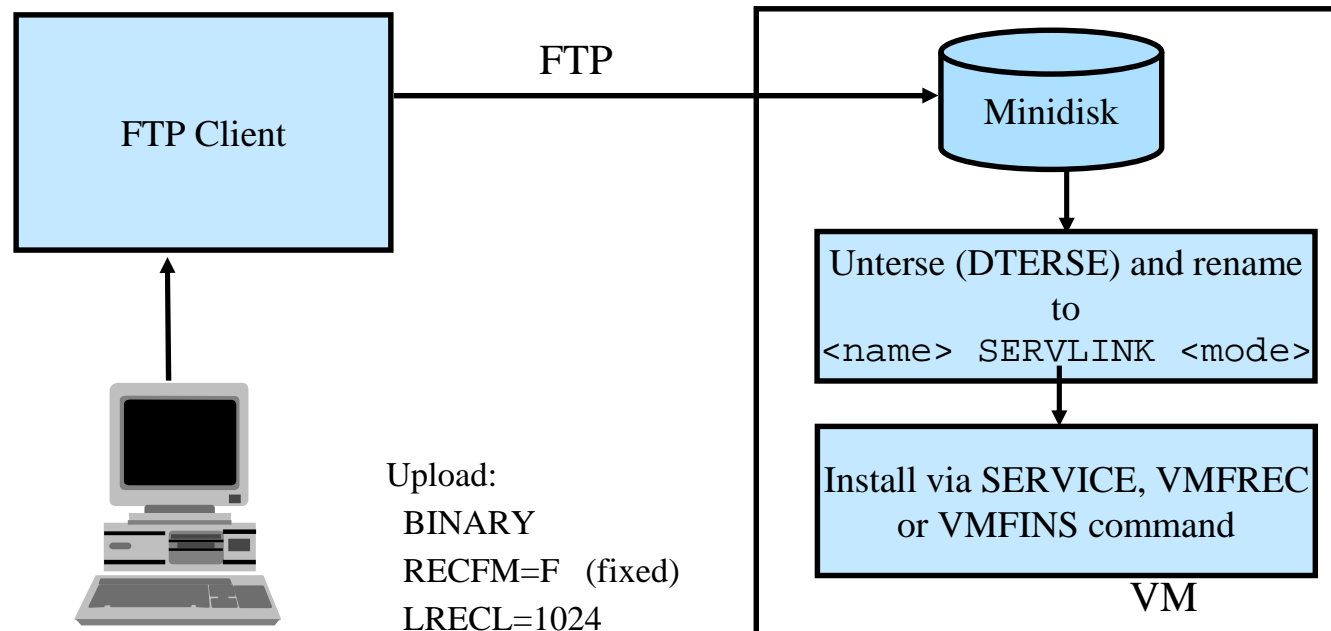 FTP Client
FTP
Minidisk
Unterse (DTERSE) and rename
to
<name> SERVLINK <mode>
Install via SERVICE, VMFREC
or VMFINS command
VM
Upload:
BINARY
RECFM=F (fixed)
LRECL=1024